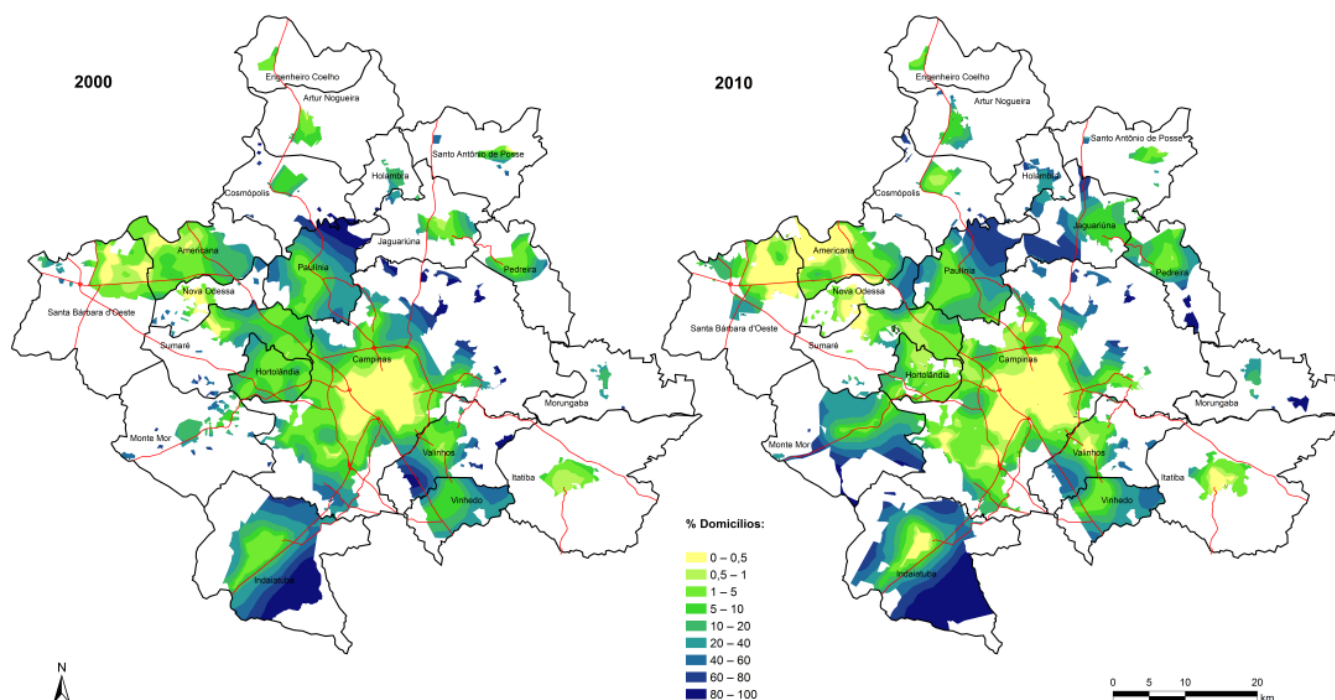 2000
Engenheiro Coelho
Artur Nogueira
Santo Antônio de Posse
Holambra
Cosmópolis
Jaguariúna
Americana
Paulínia
Pedreira
Nova Odessa
Santa Bárbara d'Oeste
Sumaré
Campinas
Hortolândia
Morungaba
Monte Mor
Valinhos
Itatiba
Vinhedo
Indaiatuba
N
2010
Engenheiro Coelho
Artur Nogueira
Santo Antônio de Posse
Holambra
Cosmópolis
Jaguariúna
Americana
Paulínia
Pedreira
Nova Odessa
Santa Bárbara d'Oeste
Sumaré
Campinas
Hortolândia
Morungaba
Monte Mor
Valinhos
Itatiba
Vinhedo
Indaiatuba
% Domicílios:
0 – 0,5
0,5 – 1
1 – 5
5 – 10
10 – 20
20 – 40
40 – 60
60 – 80
80 – 100
0 5 10 20
km